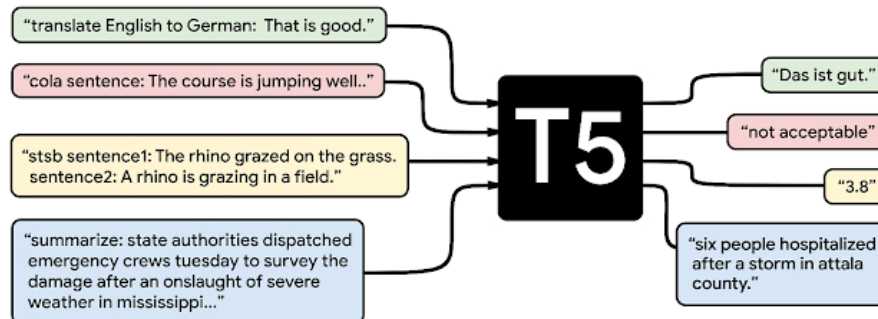 “translate English to German: That is good.”
“cola sentence: The course is jumping well..”
“stsb sentence1: The rhino grazed on the grass.
sentence2: A rhino is grazing in a field.”
“summarize: state authorities dispatched
emergency crews tuesday to survey the
damage after an onslaught of severe
weather in mississippi...”
T5
“Das ist gut.”
“not acceptable”
“3.8”
“six people hospitalized
after a storm in attala
county.”